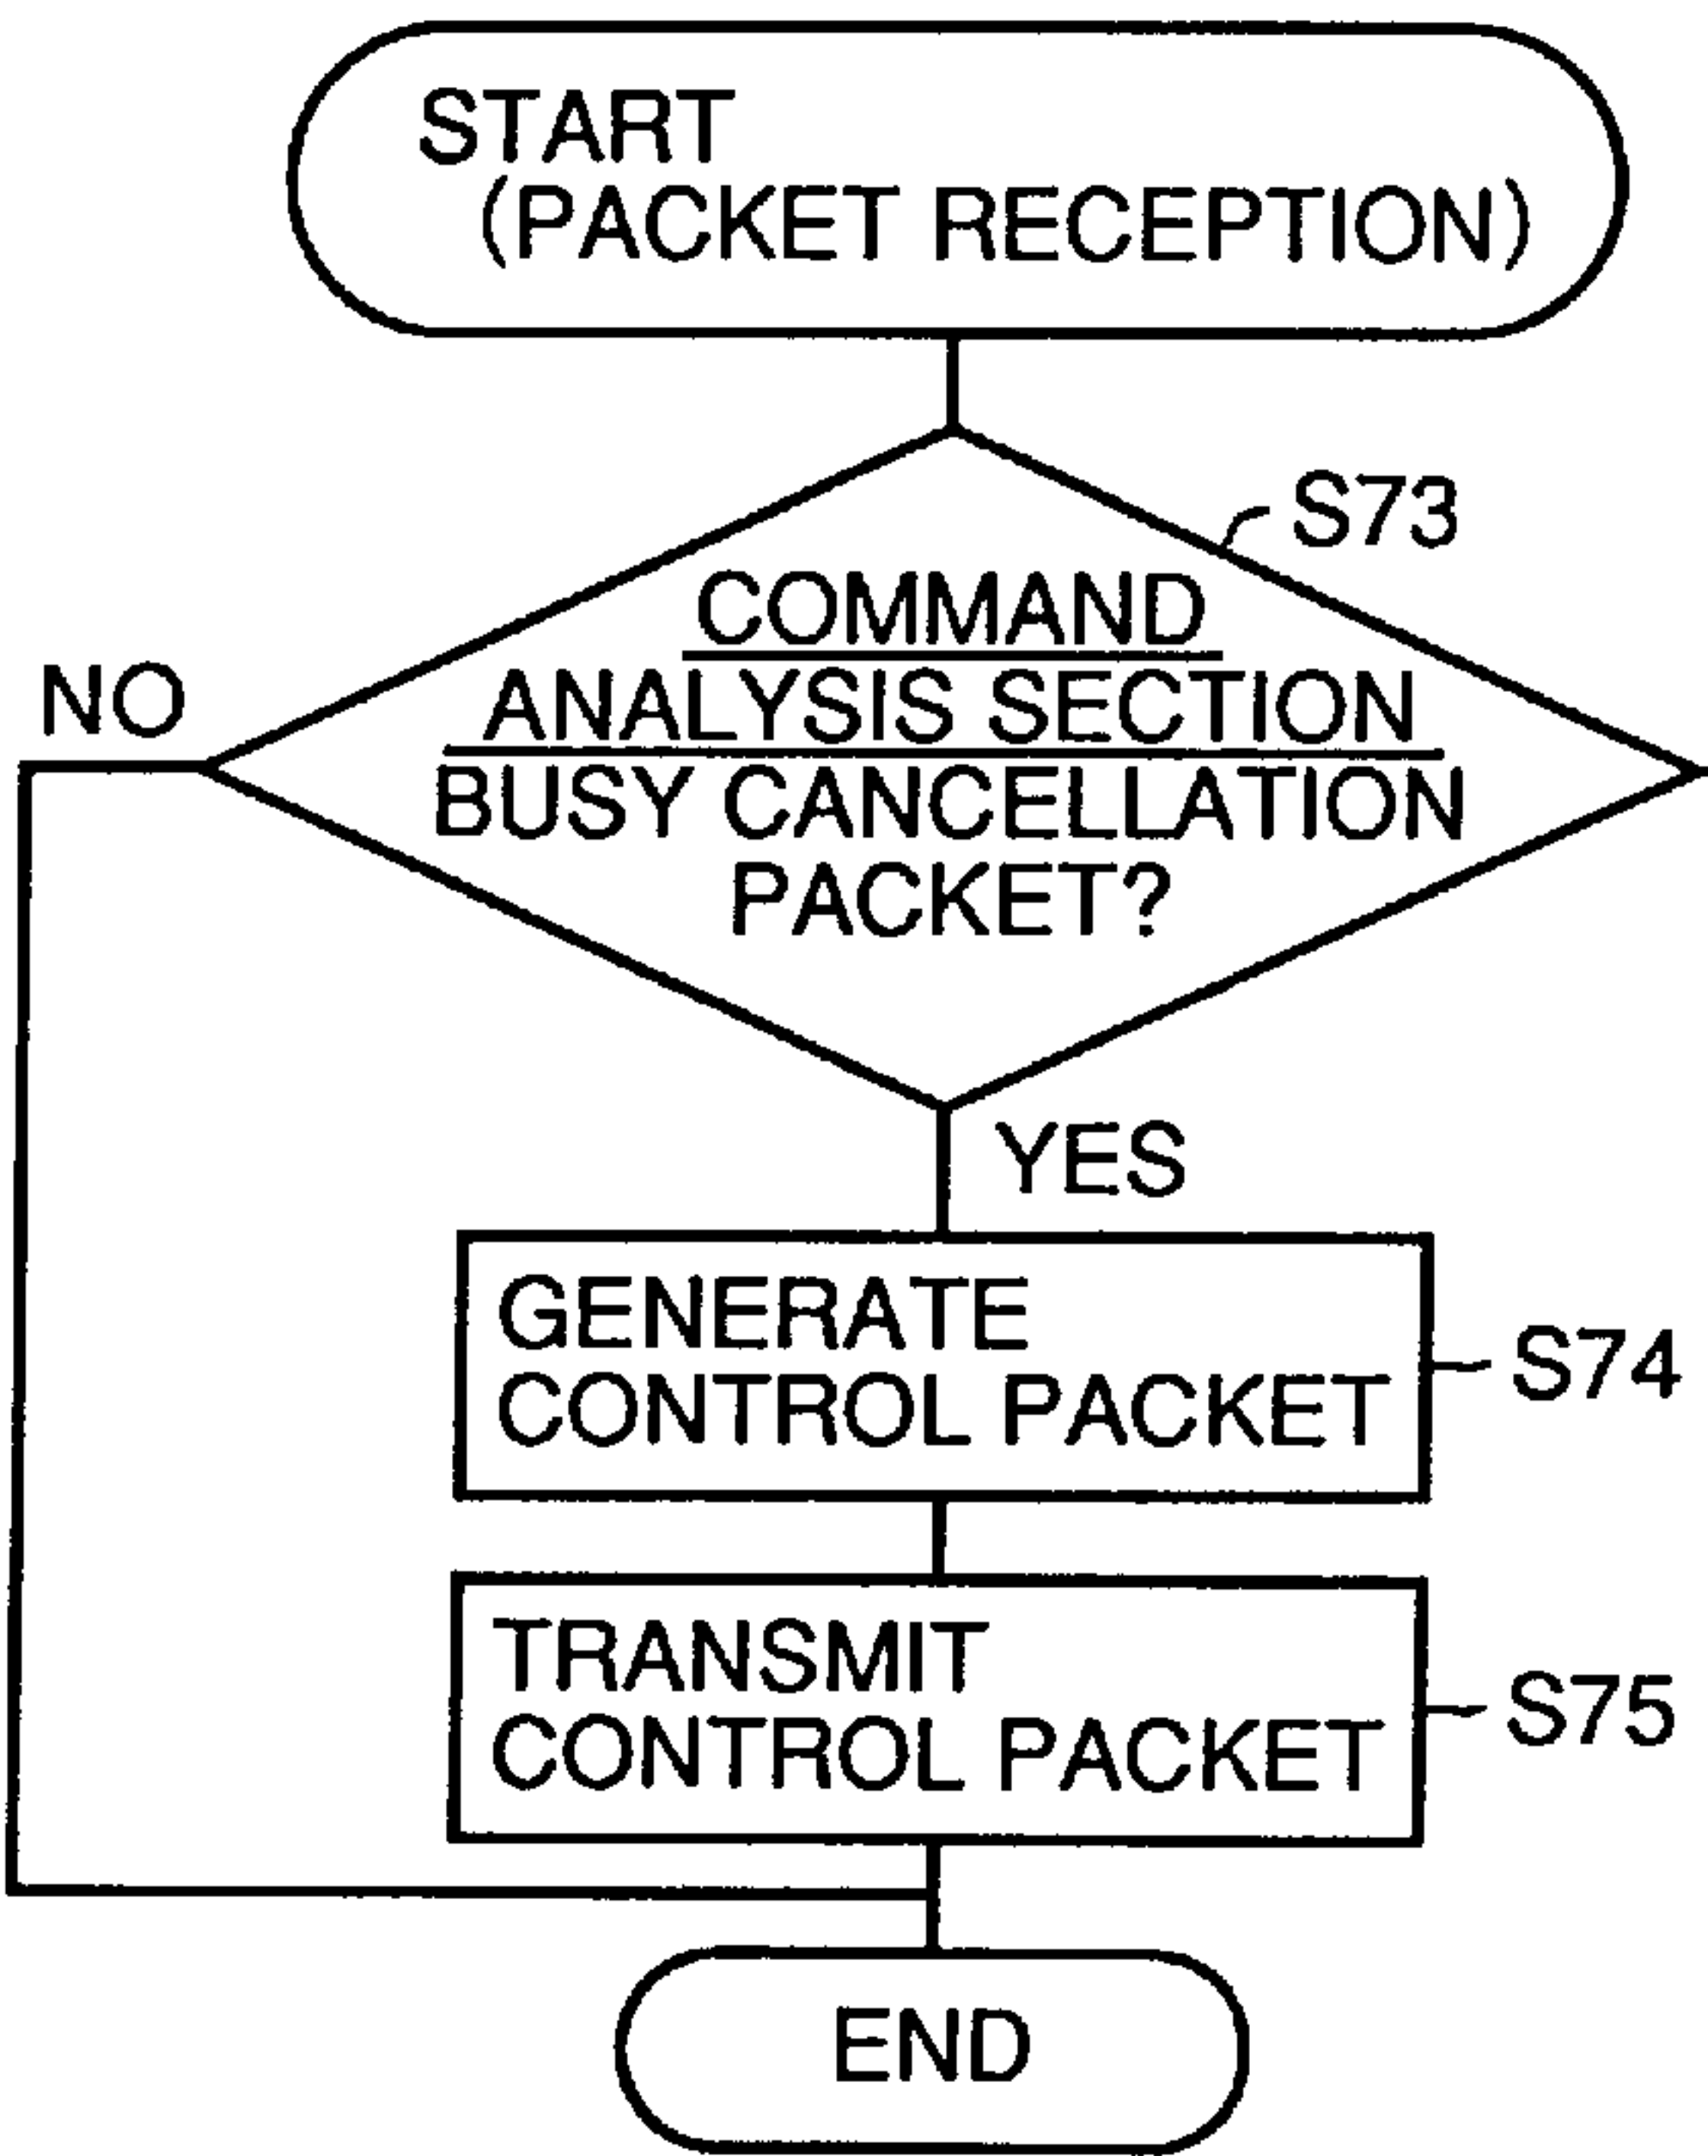 START
(PACKET RECEPTION)
S73
COMMAND
ANALYSIS SECTION
BUSY CANCELLATION
PACKET?
NO
YES
GENERATE
CONTROL PACKET
S74
TRANSMIT
CONTROL PACKET
S75
END